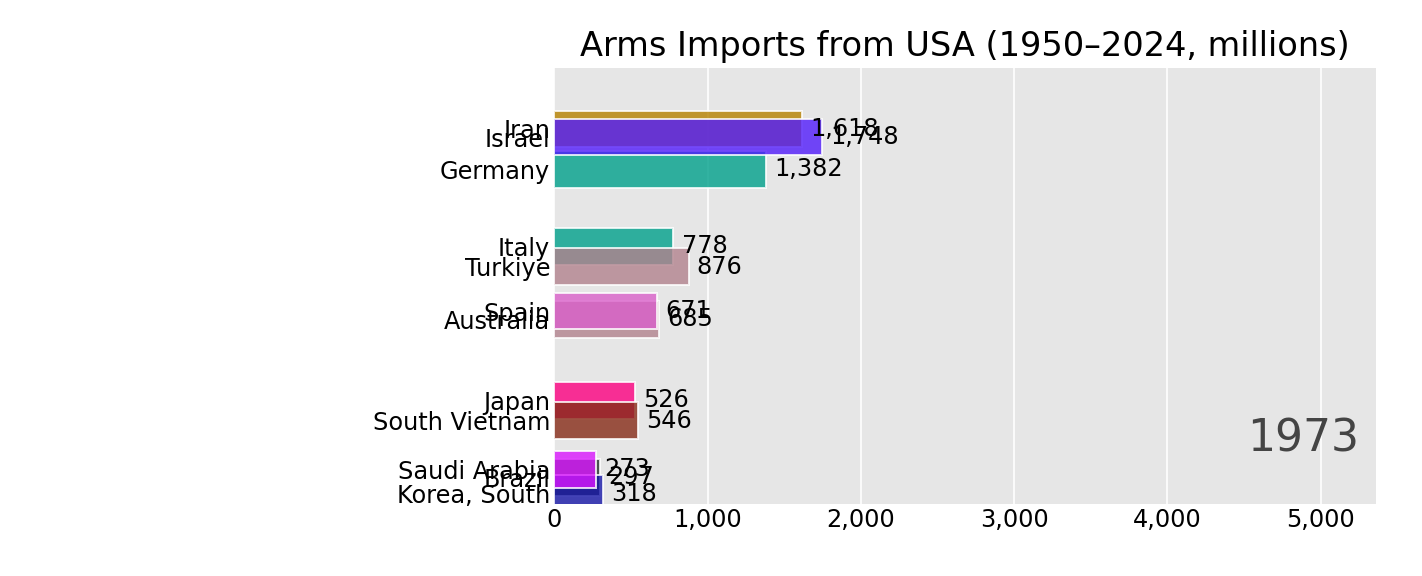 Arms Imports from USA (1950–2024, millions)
Iran 1,618
Israel 1,748
Germany 1,382
Italy 778
Turkiye 876
Spain 671
Australia 685
Japan 526
South Vietnam 546
1973
Saudi Arabia 273
Brazil 297
Korea, South 318
0 1,000 2,000 3,000 4,000 5,000